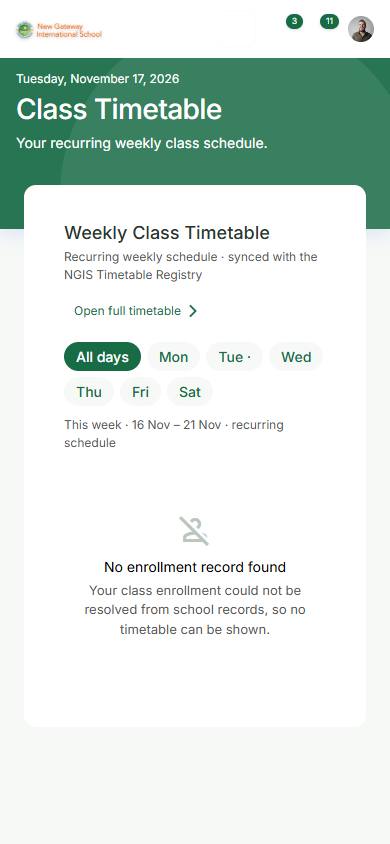 New Gateway
International School
3
11
Tuesday, November 17, 2026
Class Timetable
Your recurring weekly class schedule.
Weekly Class Timetable
Recurring weekly schedule · synced with the
NGIS Timetable Registry
Open full timetable
All days
Mon
Tue ·
Wed
Thu
Fri
Sat
This week · 16 Nov – 21 Nov · recurring
schedule
No enrollment record found
Your class enrollment could not be
resolved from school records, so no
timetable can be shown.